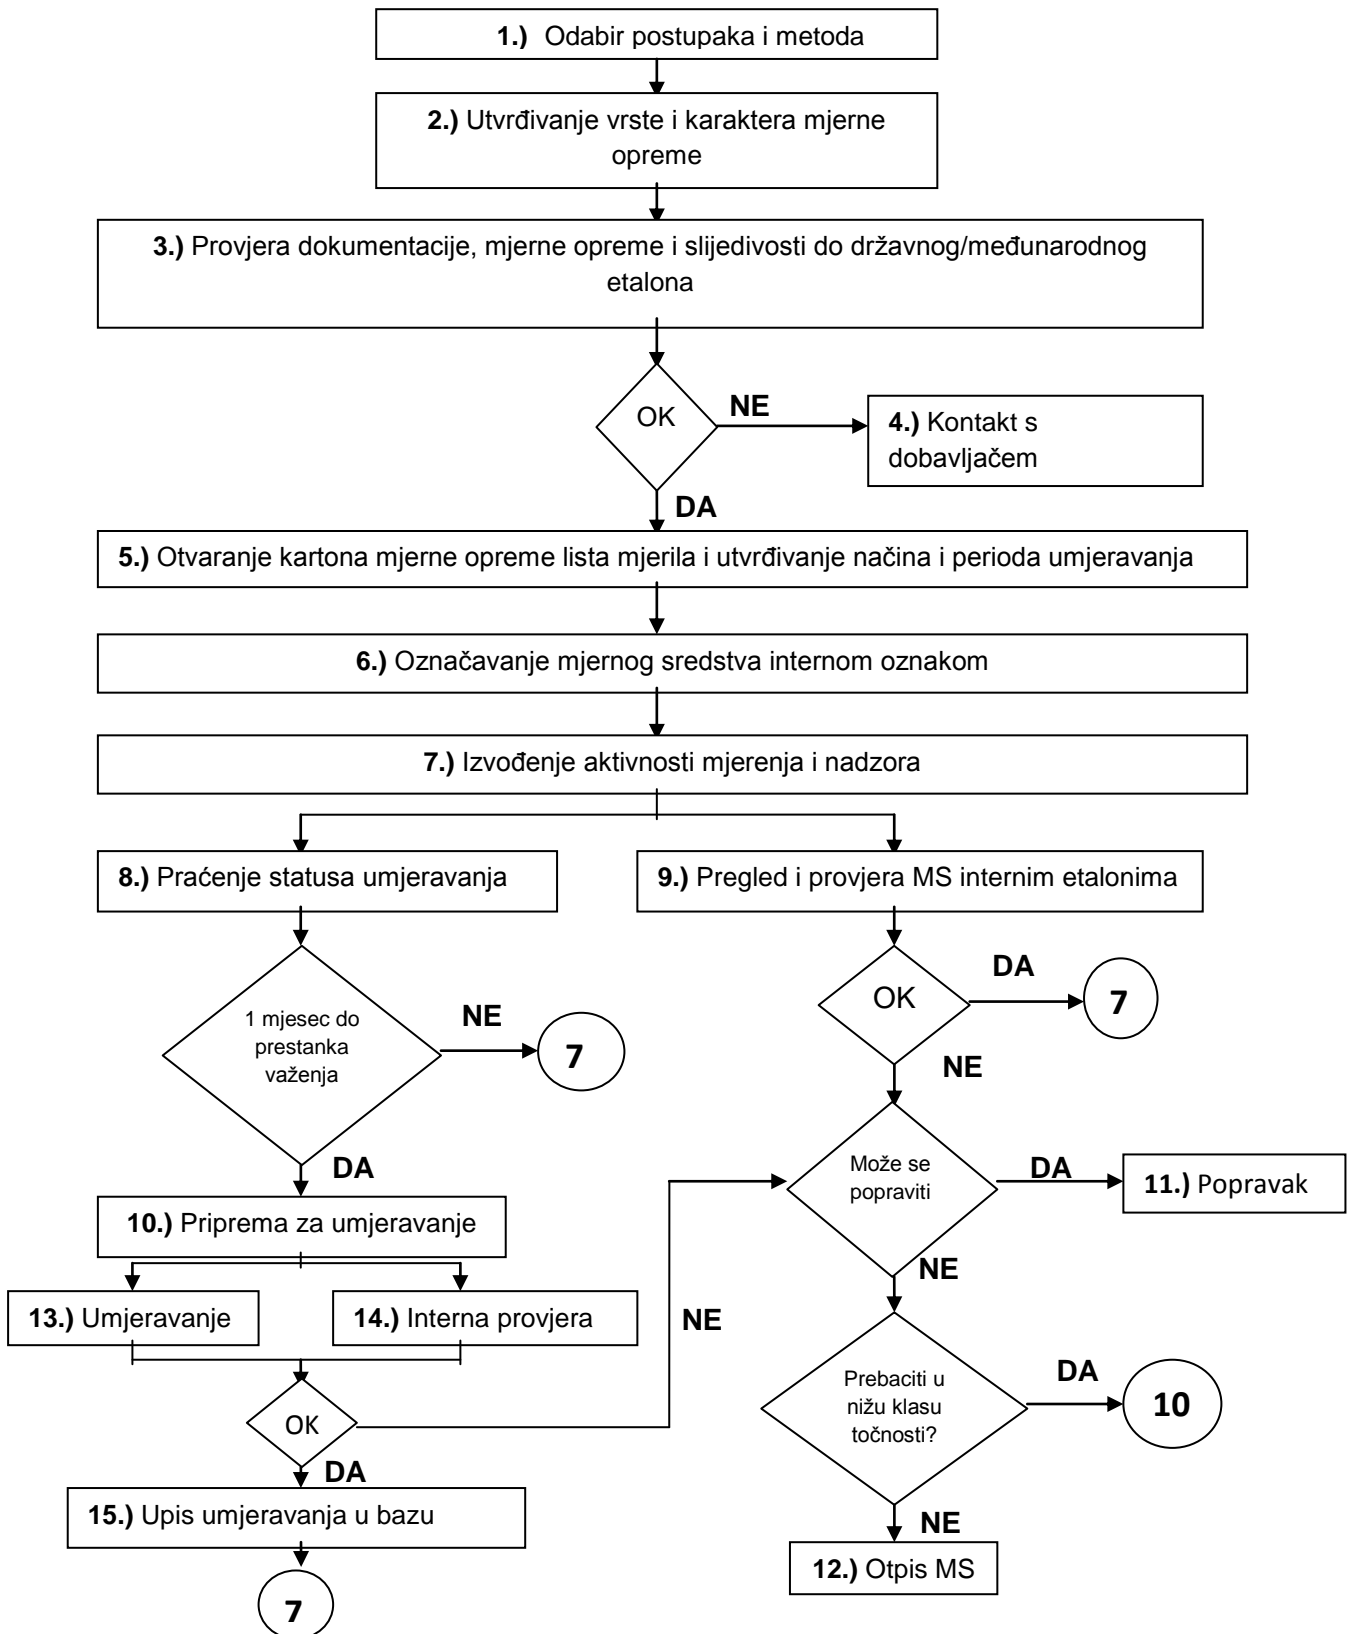 1.) Odabir postupaka i metoda
2.) Utvrđivanje vrste i karaktera mjerne
opreme
3.) Provjera dokumentacije, mjerne opreme i slijedivosti do državnog/međunarodnog
etalona
OK
NE
4.) Kontakt s
dobavljačem
DA
5.) Otvaranje kartona mjerne opreme lista mjerila i utvrđivanje načina i perioda umjeravanja
6.) Označavanje mjernog sredstva internom oznakom
7.) Izvođenje aktivnosti mjerenja i nadzora
8.) Praćenje statusa umjeravanja
9.) Pregled i provjera MS internim etalonima
1 mjesec do
prestanka
važenja
NE
7
DA
OK
DA
7
NE
Može se
popraviti
DA
11.) Popravak
NE
10.) Priprema za umjeravanje
13.) Umjeravanje
14.) Interna provjera
NE
OK
DA
Prebaciti u
nižu klasu
točnosti?
DA
10
NE
15.) Upis umjeravanja u bazu
12.) Otpis MS
7